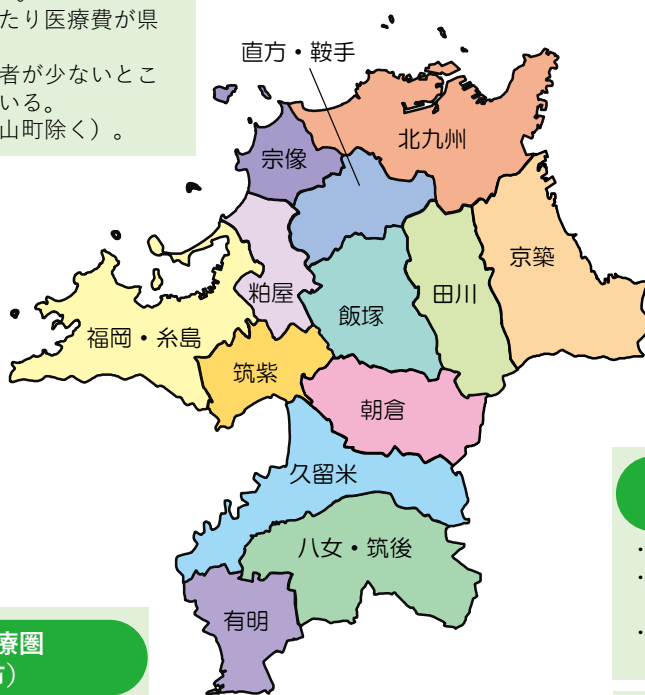 たり医療費が県
者が少ないとこ
いる。
山町除く）。
直方・鞍手
北九州
宗像
京築
粕屋
田川
飯塚
福岡・糸島
筑紫
朝倉
久留米
八女・筑後
有明
療圏